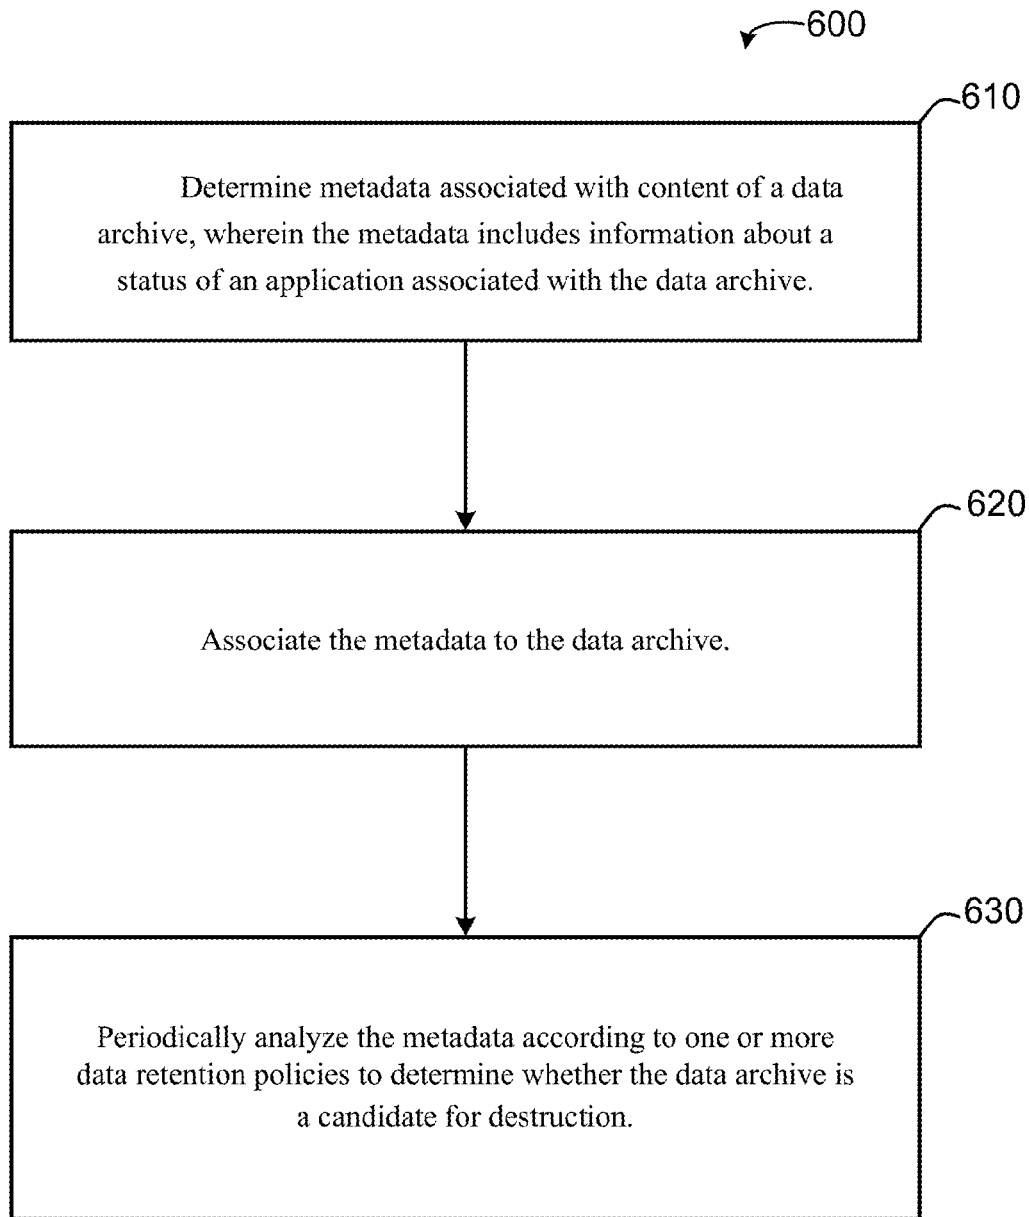 600
610
Determine metadata associated with content of a data
archive, wherein the metadata includes information about a
status of an application associated with the data archive.
620
Associate the metadata to the data archive.
630
Periodically analyze the metadata according to one or more
data retention policies to determine whether the data archive is
a candidate for destruction.